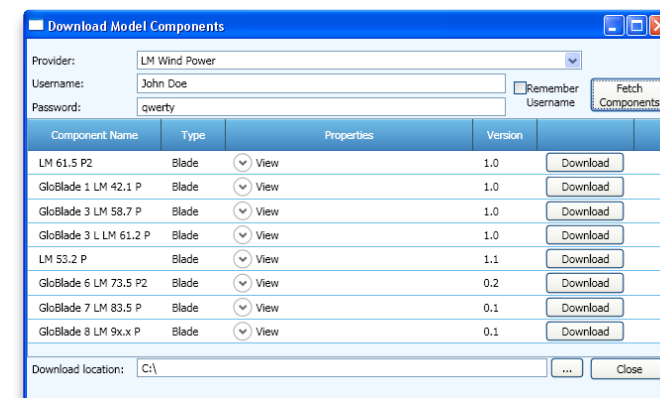 Download Model Components
Provider: LM Wind Power
Username: John Doe
Remember Username
Fetch Components
Password: qwerty
Component Name Type Properties Version
LM 61.5 P2 Blade View 1.0 Download
GloBlade 1 LM 42.1 P Blade View 1.0 Download
GloBlade 3 LM 58.7 P Blade View 1.0 Download
GloBlade 3 L LM 61.2 P Blade View 1.0 Download
LM 53.2 P Blade View 1.1 Download
GloBlade 6 LM 73.5 P2 Blade View 0.2 Download
GloBlade 7 LM 83.5 P Blade View 0.1 Download
GloBlade 8 LM 9x.x P Blade View 0.1 Download
Download location: C:\ ... Close